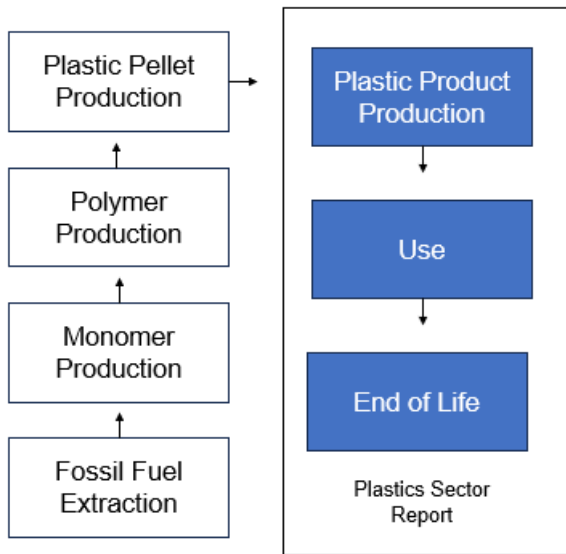 Plastic Pellet
Production
Polymer
Production
Monomer
Production
Fossil Fuel
Extraction
Plastic Product
Production
Use
End of Life
Plastics Sector
Report